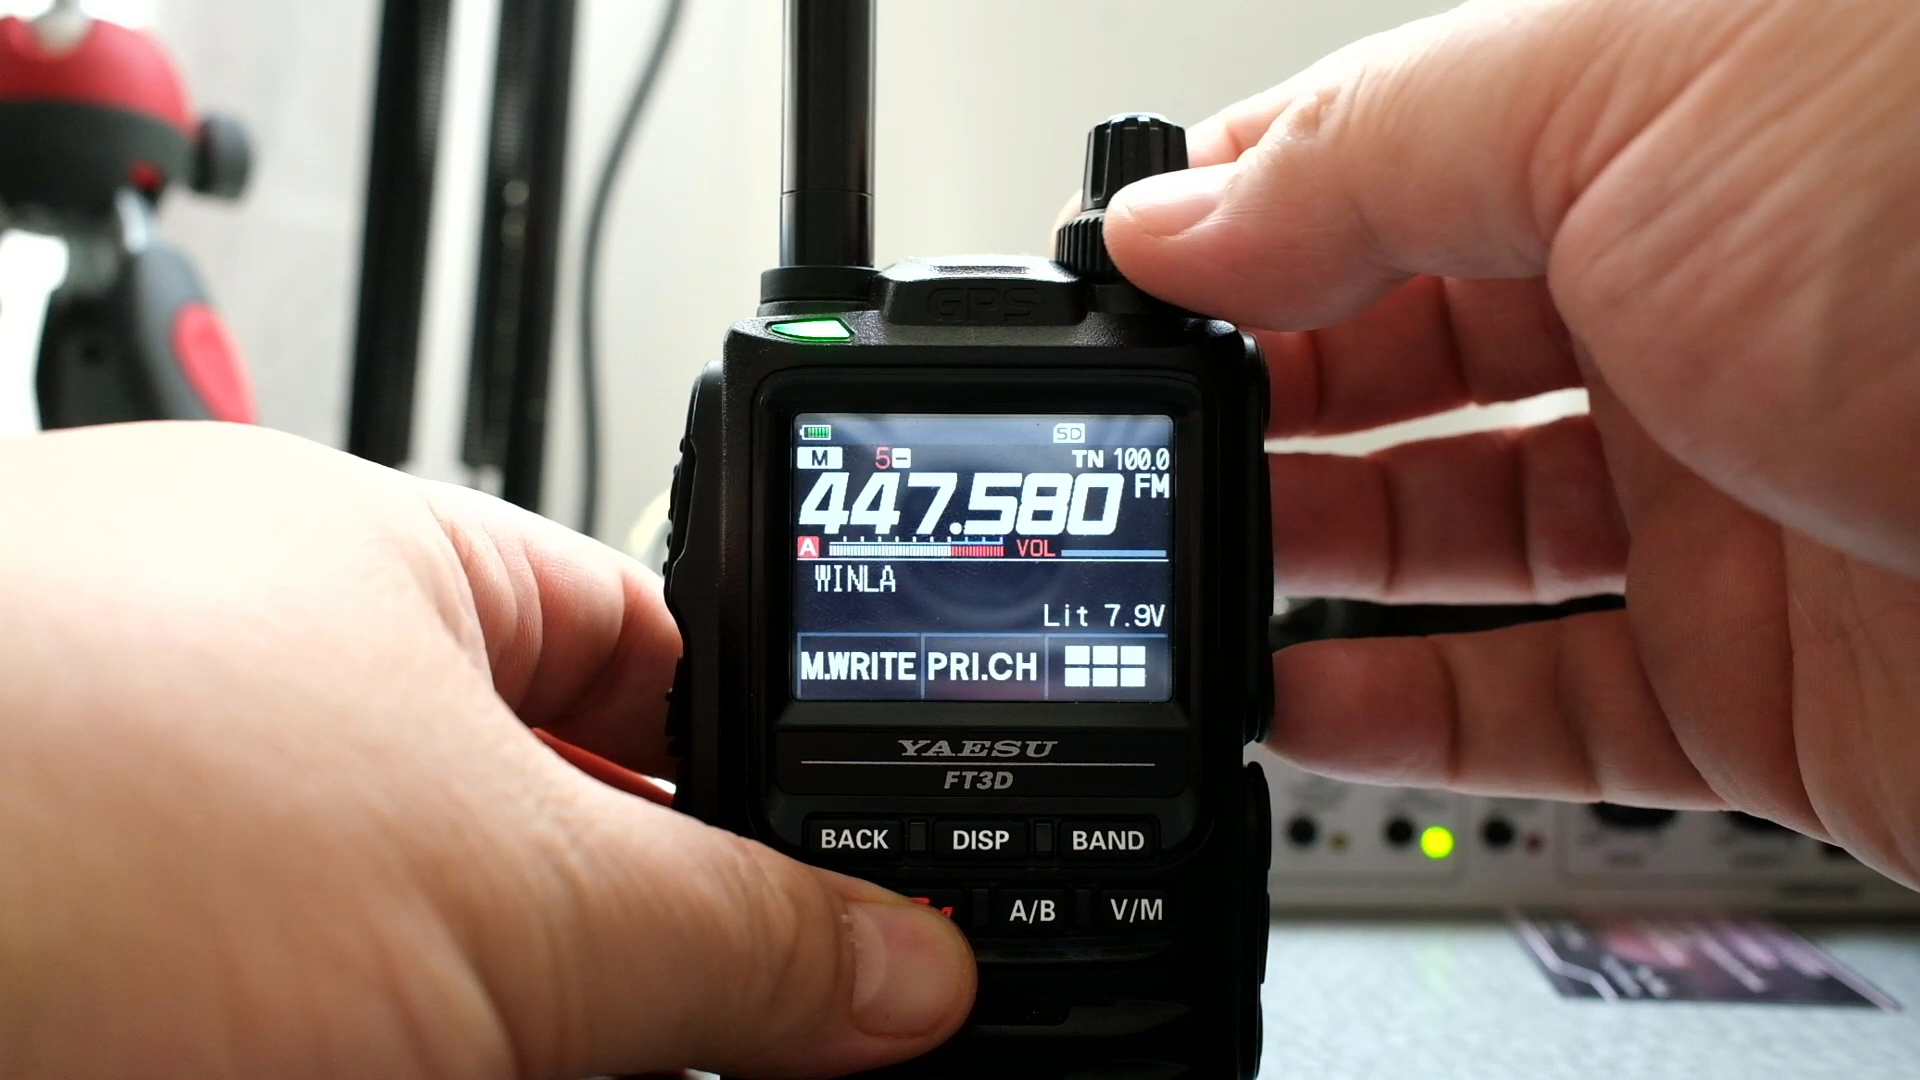 GPS
SD
M 5- TN 100.0
447.580 FM
A VOL
WINLA
Lit 7.9V
M.WRITE PRI.CH
YAESU
FT3D
BACK DISP BAND
A/B V/M